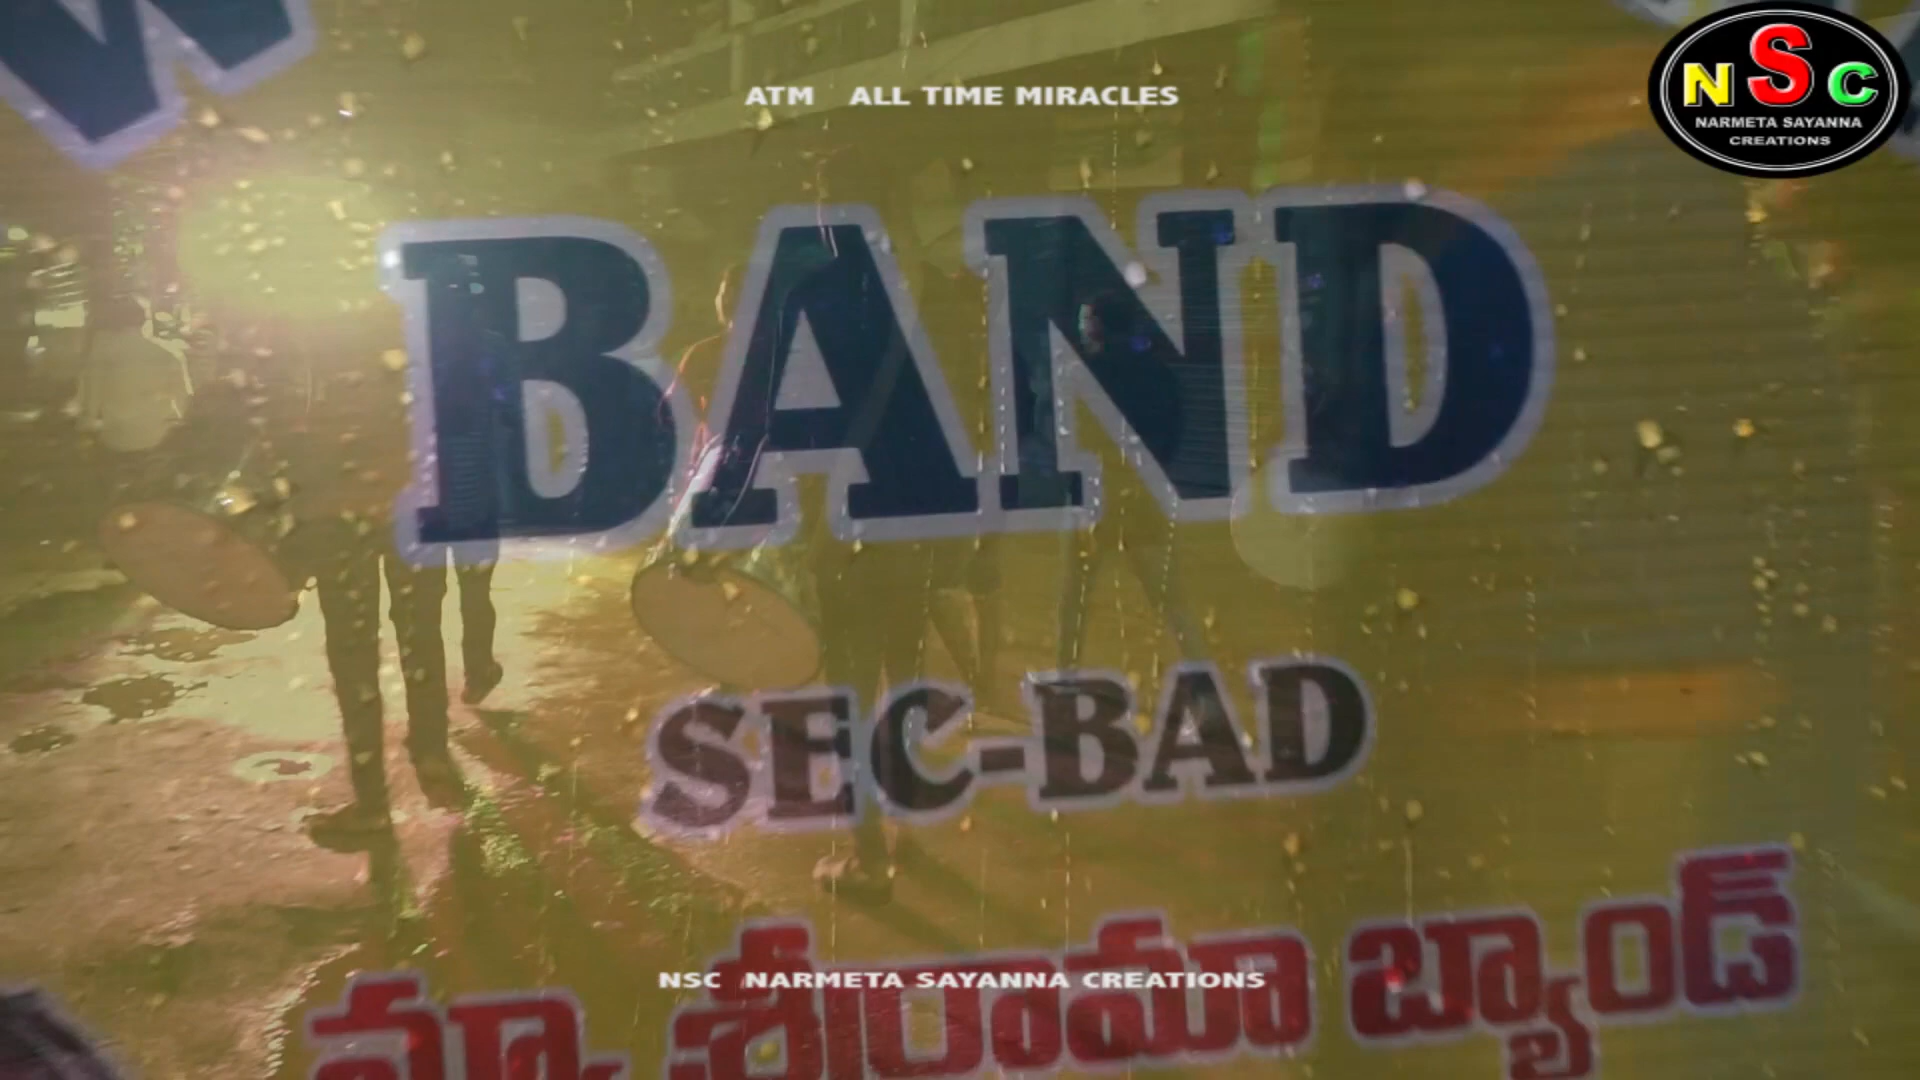 ATM ALL TIME MIRACLES
NSC
NARMETA SAYANNA
CREATIONS
W
BAND
SEC-BAD
న్యూ శ్రీరామా బ్యాండ్
NSC NARMETA SAYANNA CREATIONS